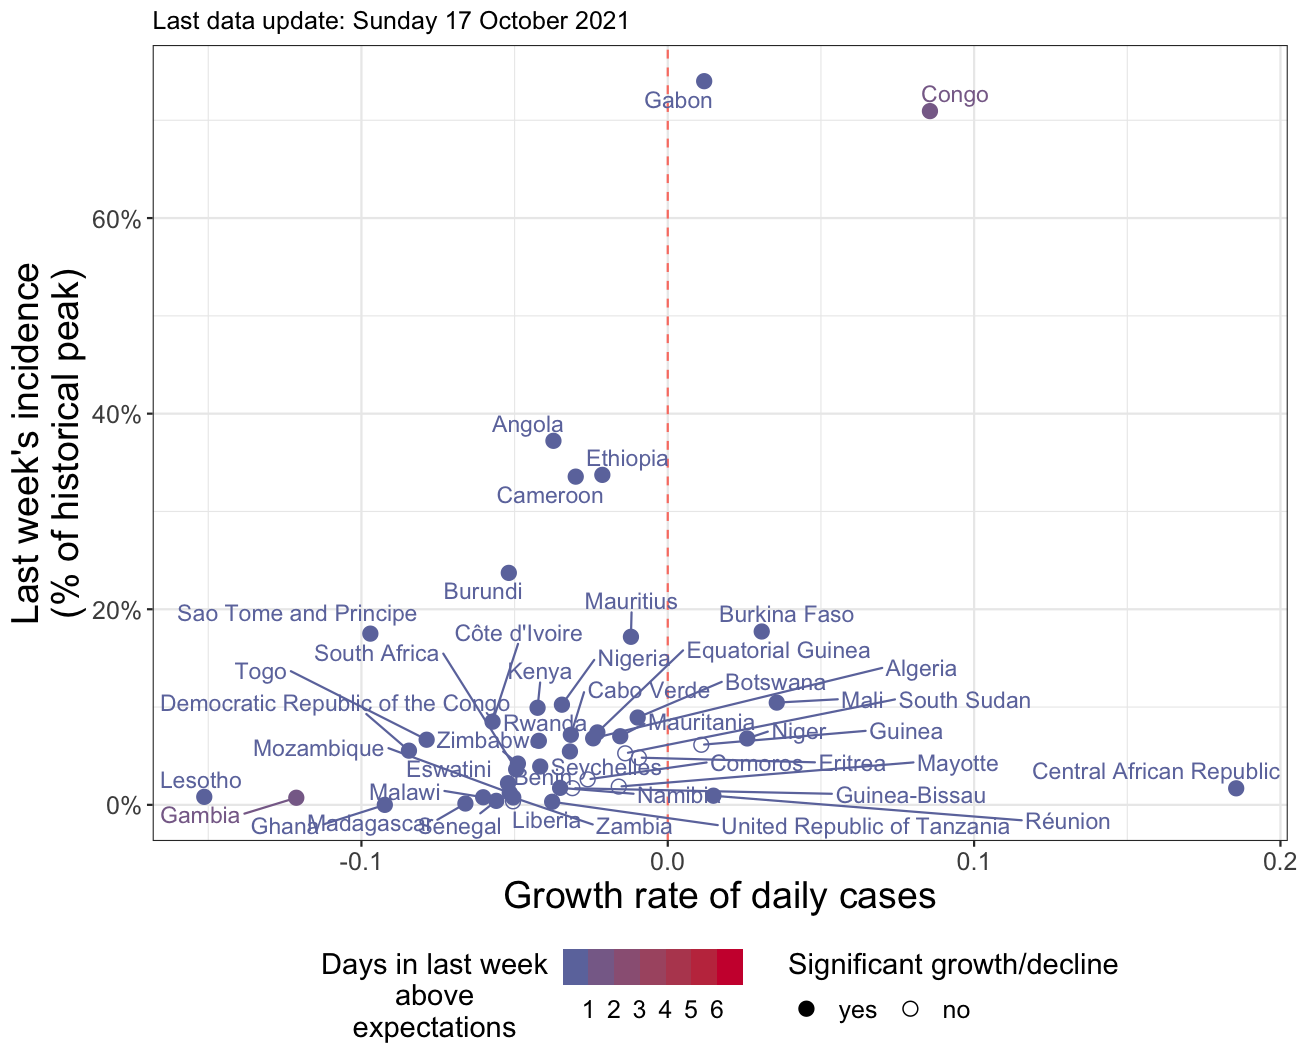 Last data update: Sunday 17 October 2021
Last week's incidence
(% of historical peak)
60%
40%
20%
0%
Gabon
Congo
Angola
Ethiopia
Cameroon
Burundi
Mauritius
Sao Tome and Principe
Burkina Faso
Côte d'Ivoire
South Africa
Equatorial Guinea
Nigeria
Algeria
Togo
Kenya
Botswana
Cabo Verde
Democratic Republic of the Congo
Mali
South Sudan
Rwanda
Mauritania
Niger
Guinea
Zimbabwe
Mozambique
Eswatini
Seychelles
Comoros
Eritrea
Mayotte
Central African Republic
Lesotho
Benin
Malawi
Namibia
Guinea-Bissau
Gambia
Ghana
Madagascar
Senegal
Liberia
Zambia
United Republic of Tanzania
Réunion
-0.1
0.0
0.1
0.2
Growth rate of daily cases
Days in last week
above
expectations
1 2 3 4 5 6
Significant growth/decline
yes
no